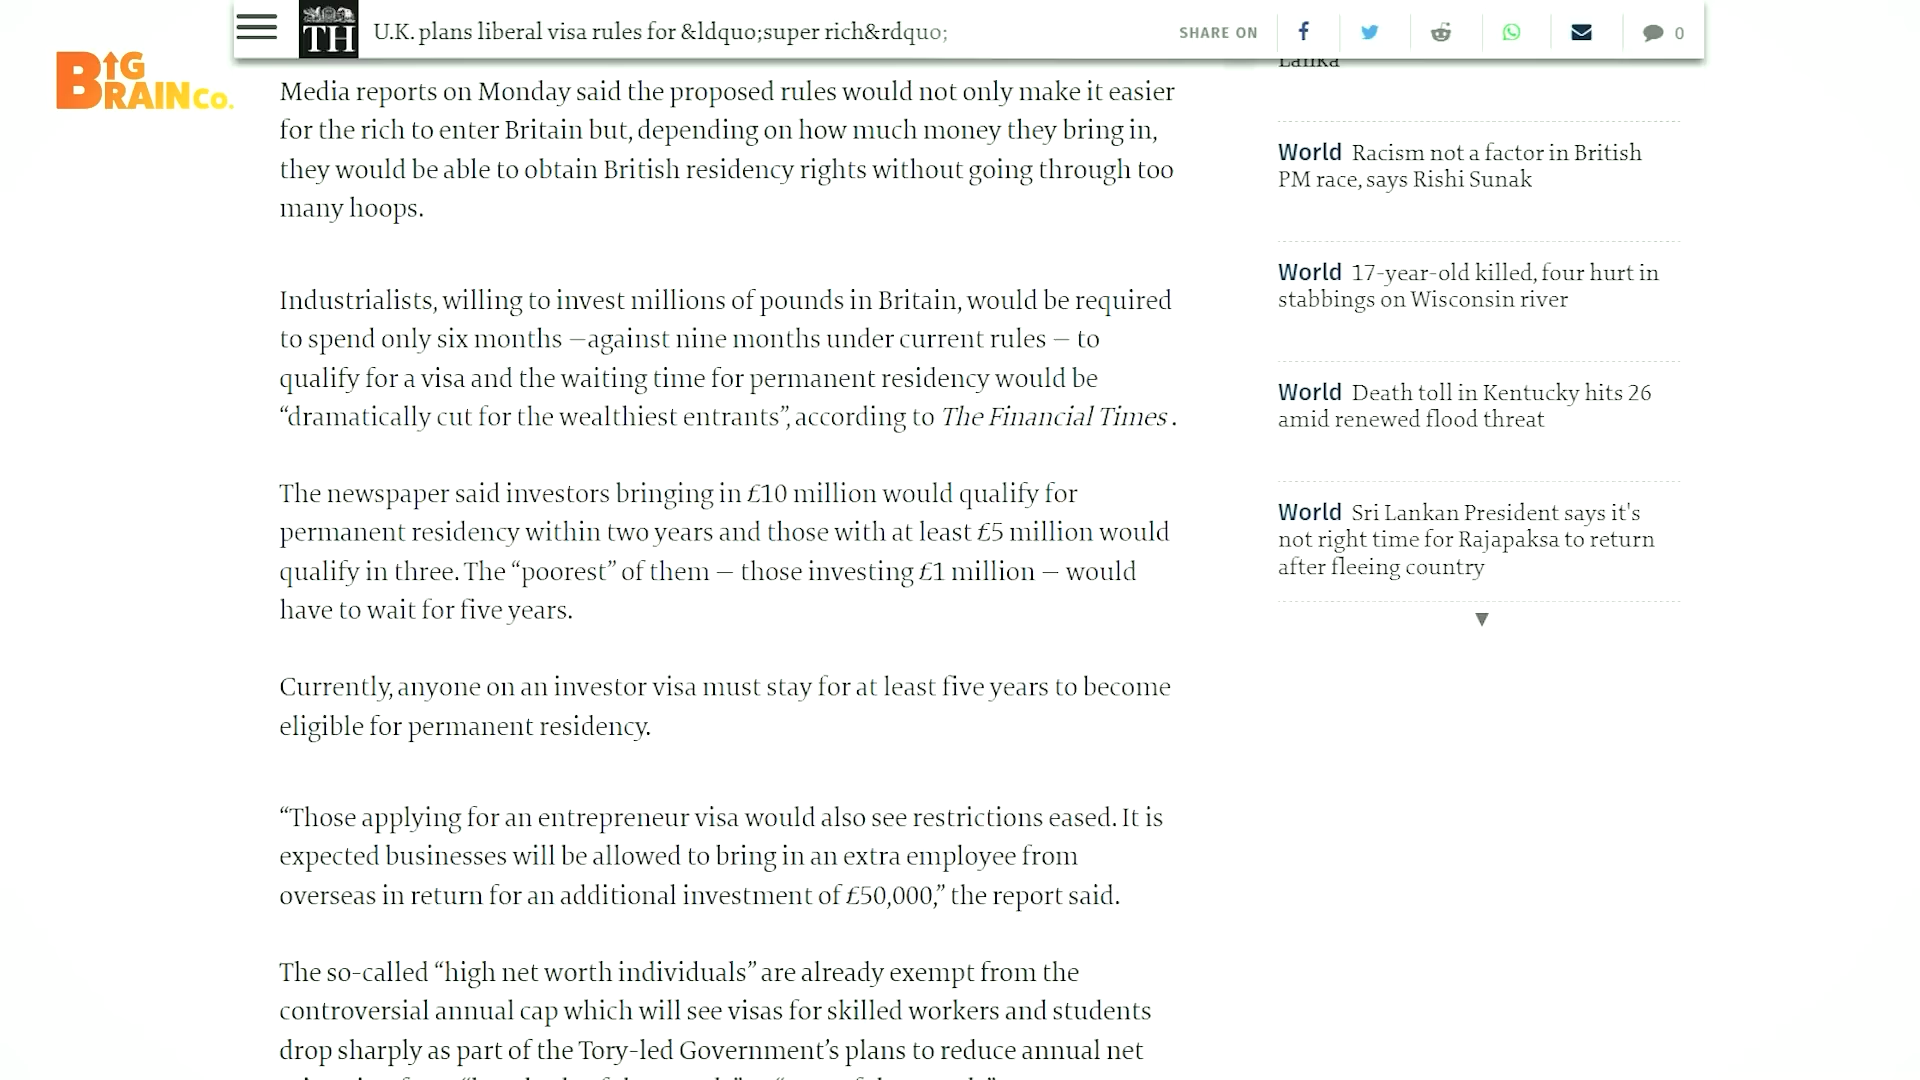 TH
U.K. plans liberal visa rules for &ldquo;super rich&rdquo;
SHARE ON
0
BIG
BRAIN CO.
Media reports on Monday said the proposed rules would not only make it easier
for the rich to enter Britain but, depending on how much money they bring in,
they would be able to obtain British residency rights without going through too
many hoops.
Industrialists, willing to invest millions of pounds in Britain, would be required
to spend only six months —against nine months under current rules — to
qualify for a visa and the waiting time for permanent residency would be
“dramatically cut for the wealthiest entrants”, according to The Financial Times .
The newspaper said investors bringing in £10 million would qualify for
permanent residency within two years and those with at least £5 million would
qualify in three. The “poorest” of them — those investing £1 million — would
have to wait for five years.
Currently, anyone on an investor visa must stay for at least five years to become
eligible for permanent residency.
“Those applying for an entrepreneur visa would also see restrictions eased. It is
expected businesses will be allowed to bring in an extra employee from
overseas in return for an additional investment of £50,000,” the report said.
The so-called “high net worth individuals” are already exempt from the
controversial annual cap which will see visas for skilled workers and students
drop sharply as part of the Tory-led Government’s plans to reduce annual net
Lanka
World Racism not a factor in British
PM race, says Rishi Sunak
World 17-year-old killed, four hurt in
stabbings on Wisconsin river
World Death toll in Kentucky hits 26
amid renewed flood threat
World Sri Lankan President says it's
not right time for Rajapaksa to return
after fleeing country